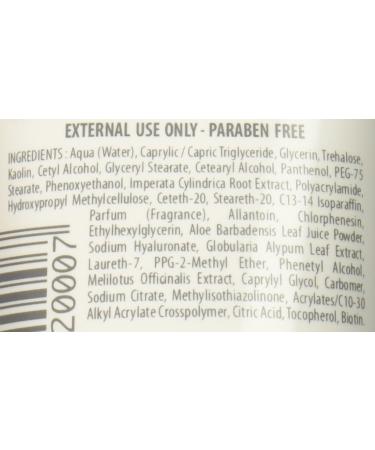 EXTERNAL USE ONLY - PARABEN FREE
INGREDIENTS : Aqua (Water), Caprylic / Capric Triglyceride, Glycerin, Trehalose,
Kaolin, Cetyl Alcohol, Glyceryl Stearate, Cetearyl Alcohol, Panthenol, PEG-75
Stearate, Phenoxyethanol, Imperata Cylindrica Root Extract, Polyacrylamide,
Hydroxypropyl Methylcellulose, Ceteth-20, Steareth-20, C13-14 Isoparaffin,
Parfum (Fragrance), Allantoin, Chlorphenesin,
Ethylhexylglycerin, Aloe Barbadensis Leaf Juice Powder,
Sodium Hyaluronate, Globularia Alypum Leaf Extract,
Laureth-7, PPG-2-Methyl Ether, Phenetyl Alcohol,
Melilotus Officinalis Extract, Caprylyl Glycol, Carbomer,
Sodium Citrate, Methylisothiazolinone, Acrylates/C10-30
Alkyl Acrylate Crosspolymer, Citric Acid, Tocopherol, Biotin.
20007